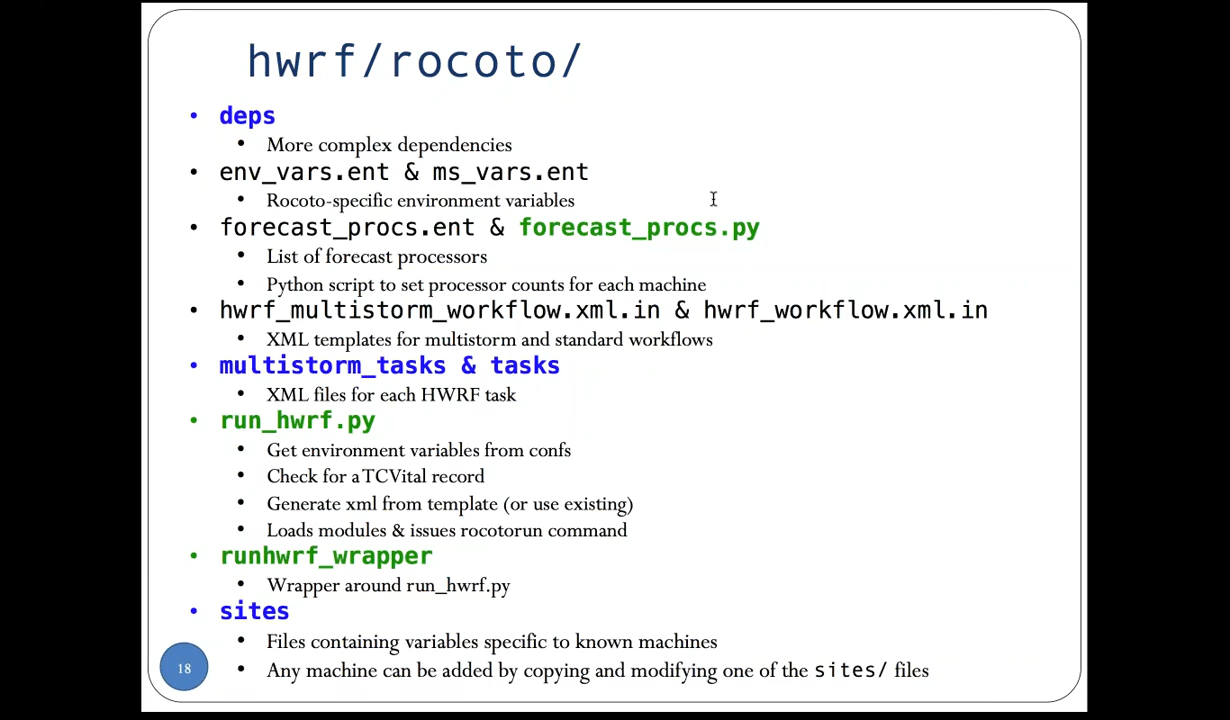 hwrf/rocoto/
• deps
• More complex dependencies
• env_vars.ent & ms_vars.ent
• Rocoto-specific environment variables
• forecast_procs.ent & forecast_procs.py
• List of forecast processors
• Python script to set processor counts for each machine
• hwrf_multistorm_workflow.xml.in & hwrf_workflow.xml.in
• XML templates for multistorm and standard workflows
• multistorm_tasks & tasks
• XML files for each HWRF task
• run_hwrf.py
• Get environment variables from confs
• Check for a TCVital record
• Generate xml from template (or use existing)
• Loads modules & issues rocotorun command
• runhwrf_wrapper
• Wrapper around run_hwrf.py
• sites
• Files containing variables specific to known machines
• Any machine can be added by copying and modifying one of the sites/ files
18